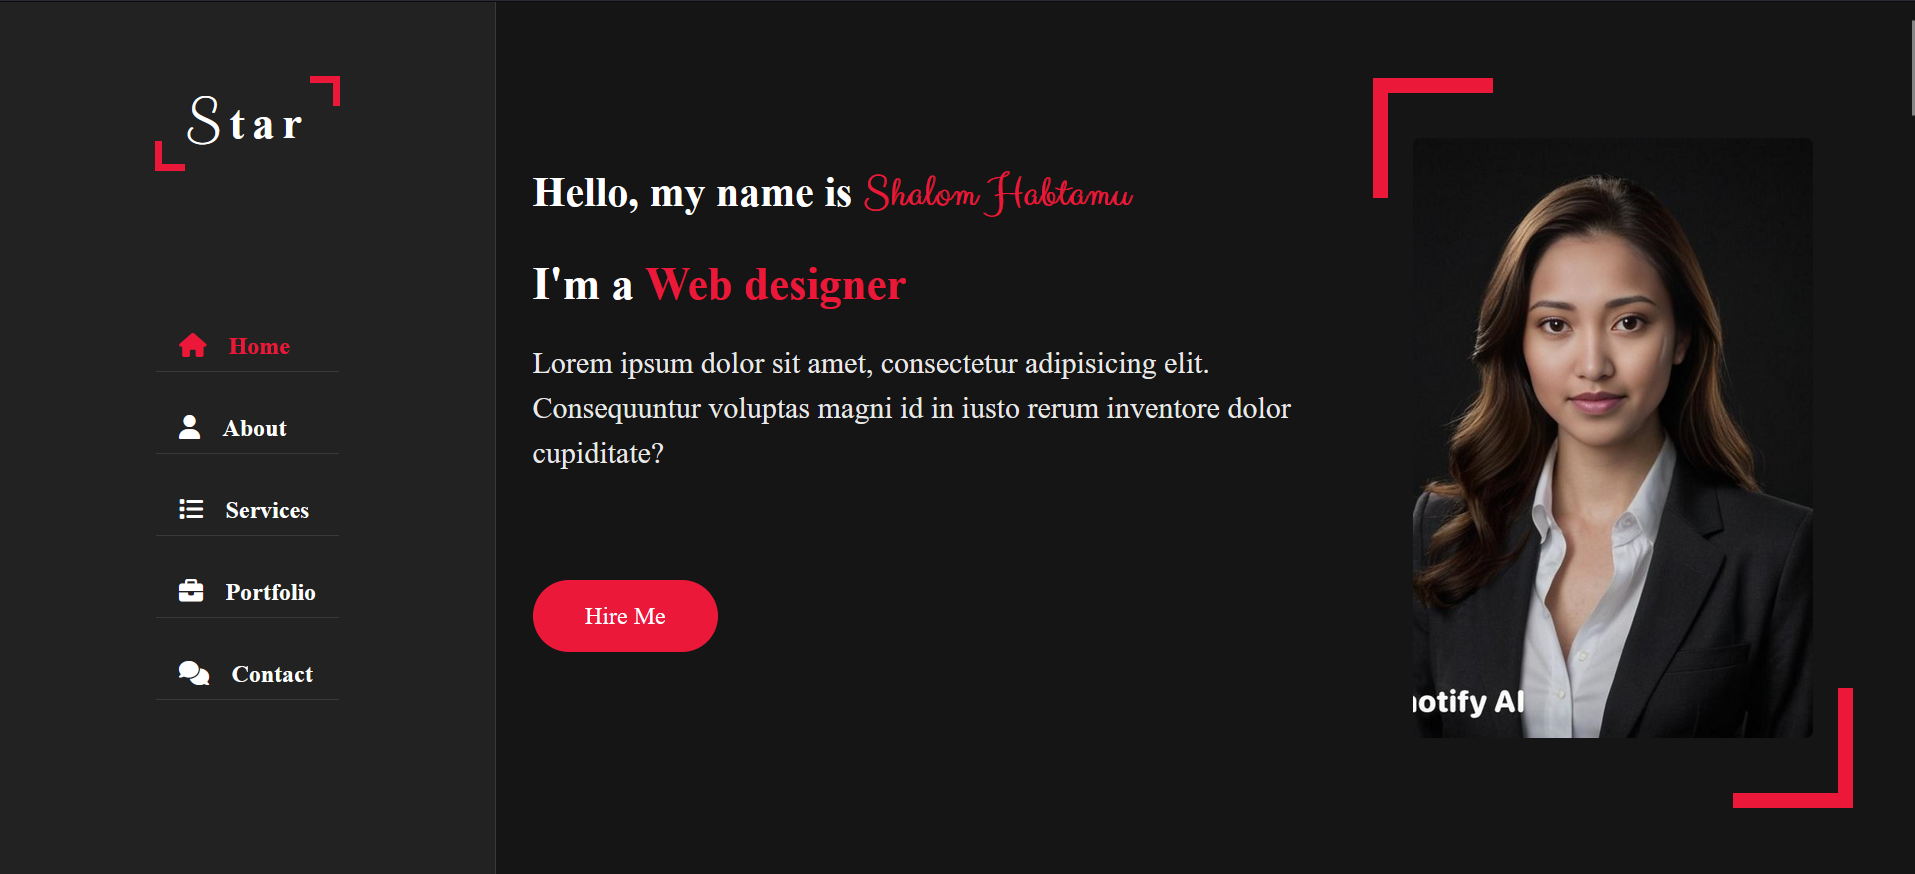 Star
Home
About
Services
Portfolio
Contact
Hello, my name is Shalom Habtamu
I'm a Web designer
Lorem ipsum dolor sit amet, consectetur adipisicing elit.
Consequuntur voluptas magni id in iusto rerum inventore dolor
cupiditate?
Hire Me
otify AI